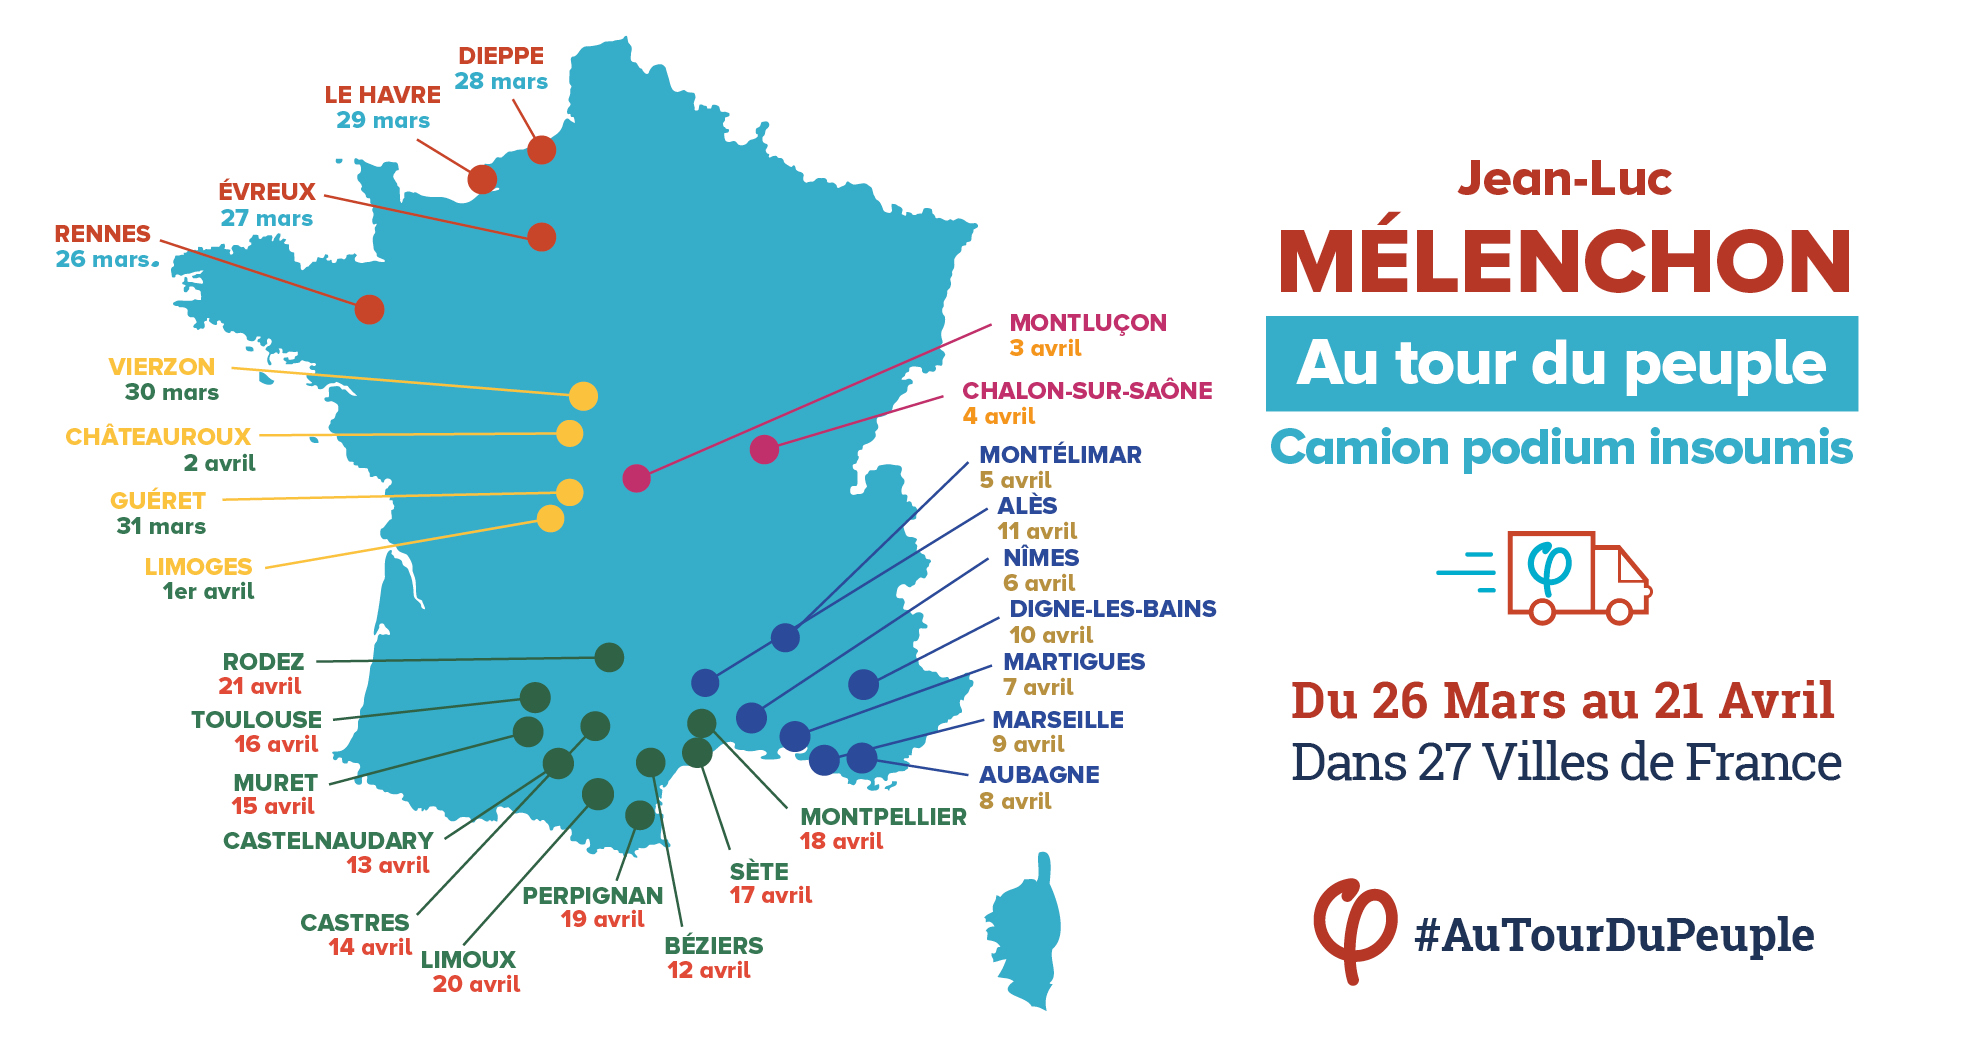 DIEPPE
28 mars
LE HAVRE
29 mars
ÉVREUX
27 mars
RENNES
26 mars
VIERZON
30 mars
CHÂTEAUROUX
2 avril
GUÉRET
31 mars
LIMOGES
1er avril
RODEZ
21 avril
TOULOUSE
16 avril
MURET
15 avril
CASTELNAUDARY
13 avril
CASTRES
14 avril
LIMOUX
20 avril
PERPIGNAN
19 avril
BÉZIERS
12 avril
SÈTE
17 avril
MONTPELLIER
18 avril
MONTLUÇON
3 avril
CHALON-SUR-SAÔNE
4 avril
MONTÉLIMAR
5 avril
ALÈS
11 avril
NÎMES
6 avril
DIGNE-LES-BAINS
10 avril
MARTIGUES
7 avril
MARSEILLE
9 avril
AUBAGNE
8 avril
Jean-Luc
MÉLENCHON
Au tour du peuple
Camion podium insoumis
Du 26 Mars au 21 Avril
Dans 27 Villes de France
#AuTourDuPeuple